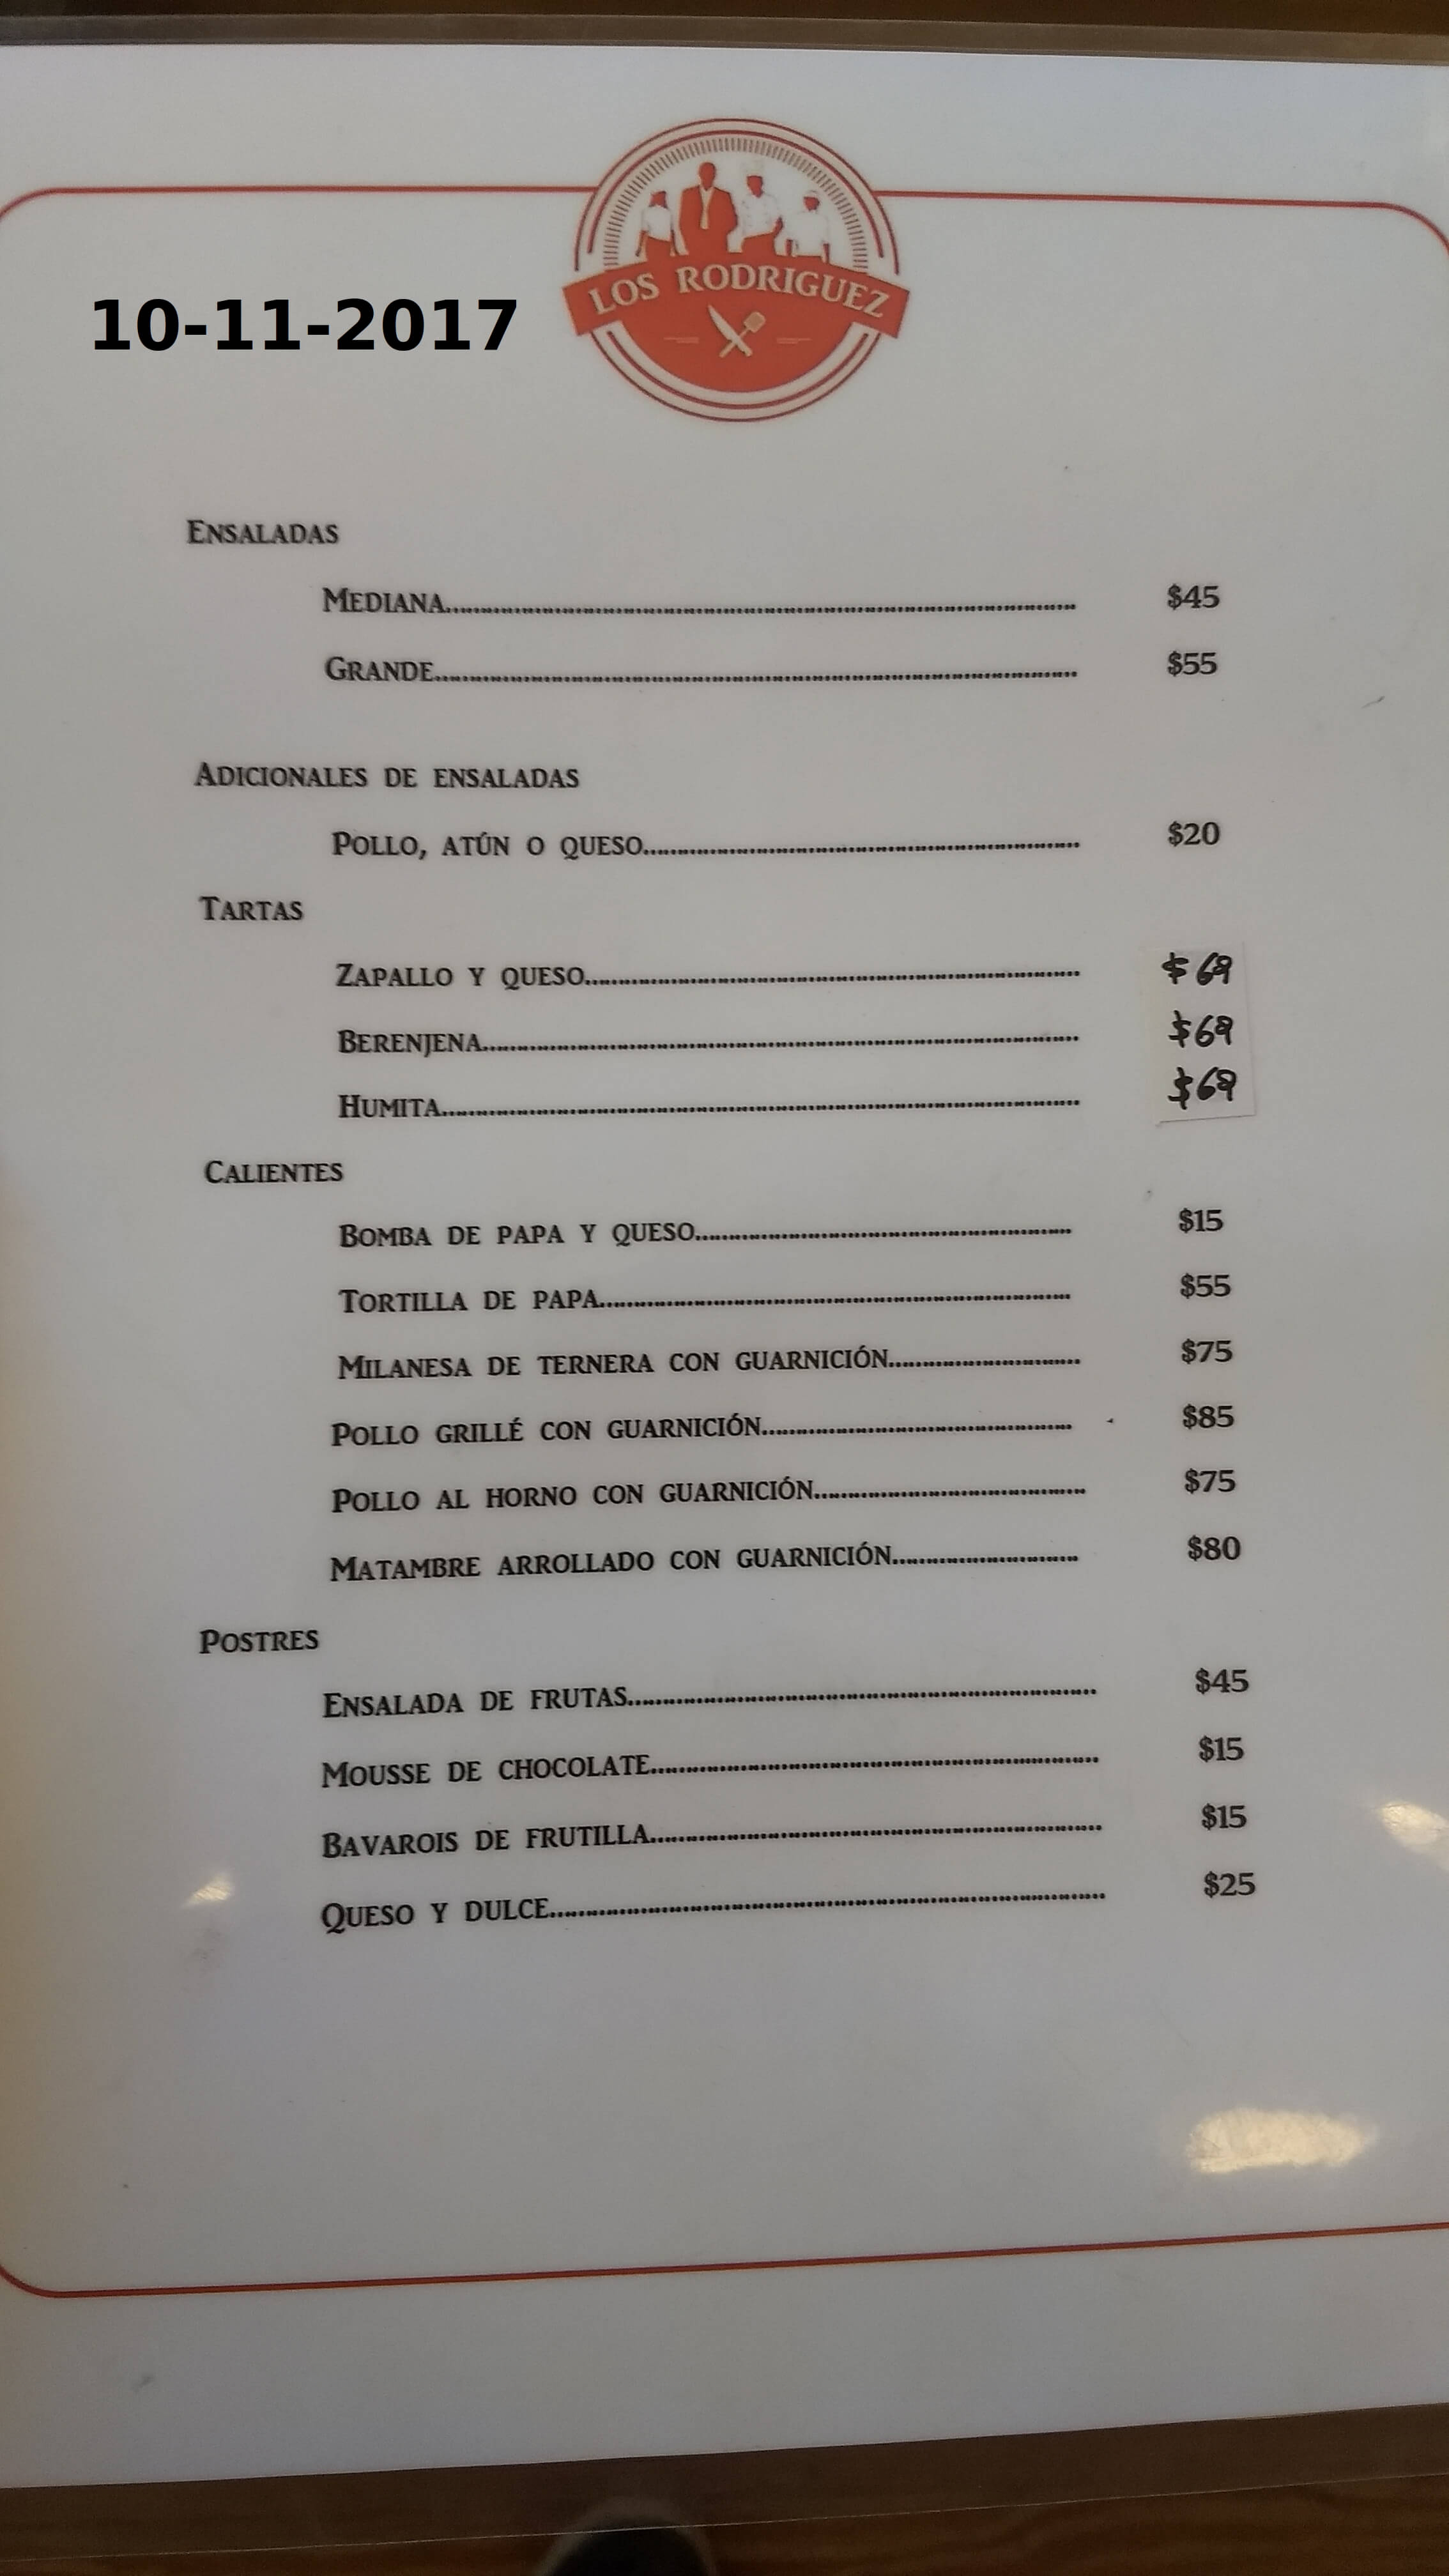 LOS RODRIGUEZ
10-11-2017
ENSALADAS
MEDIANA.......... $45
GRANDE.......... $55
ADICIONALES DE ENSALADAS
POLLO, ATÚN O QUESO.......... $20
TARTAS
ZAPALLO Y QUESO.......... $69
BERENJENA.......... $69
HUMITA.......... $69
CALIENTES
BOMBA DE PAPA Y QUESO.......... $15
TORTILLA DE PAPA.......... $55
MILANESA DE TERNERA CON GUARNICIÓN.......... $75
POLLO GRILLÉ CON GUARNICIÓN.......... $85
POLLO AL HORNO CON GUARNICIÓN.......... $75
MATAMBRE ARROLLADO CON GUARNICIÓN.......... $80
POSTRES
ENSALADA DE FRUTAS.......... $45
MOUSSE DE CHOCOLATE.......... $15
BAVAROIS DE FRUTILLA.......... $15
QUESO Y DULCE.......... $25